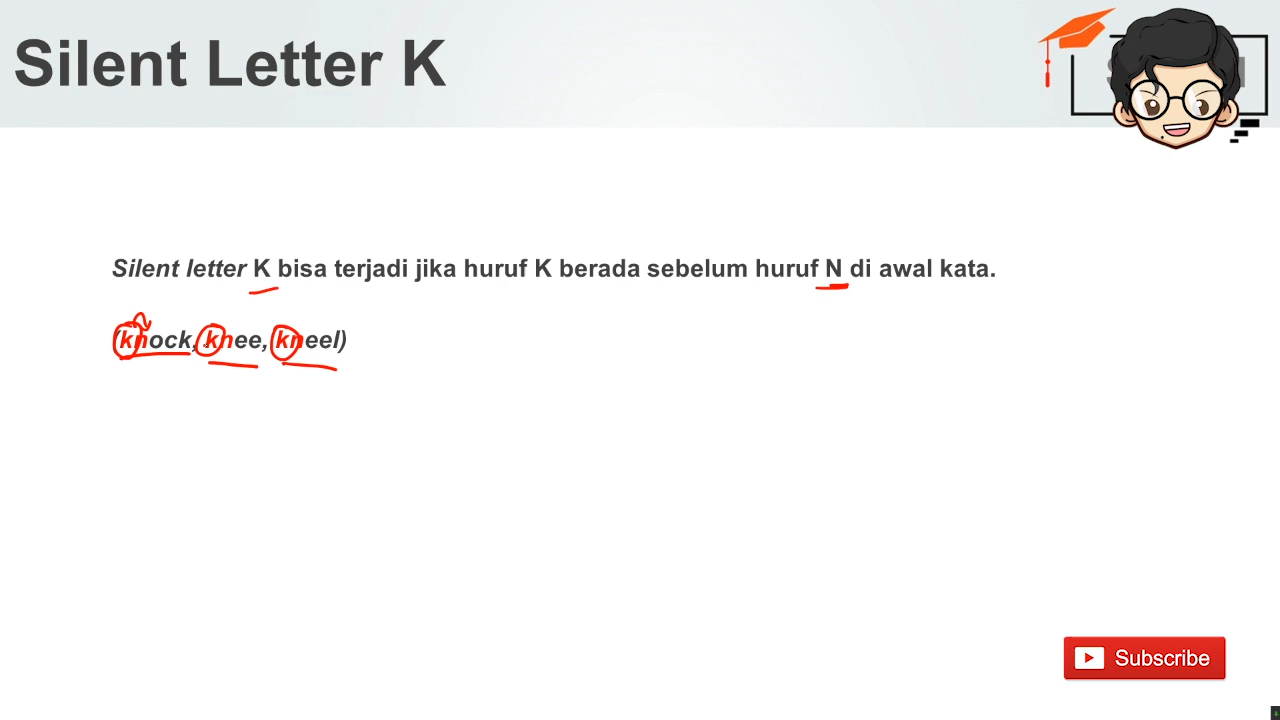 Silent Letter K
Silent letter K bisa terjadi jika huruf K berada sebelum huruf N di awal kata.
(knock, knee, kneel)
Subscribe